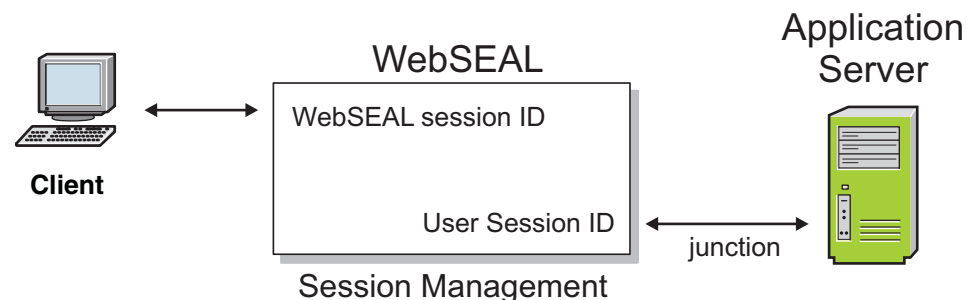 Application
Server
WebSEAL
WebSEAL session ID
Client
User Session ID
junction
Session Management